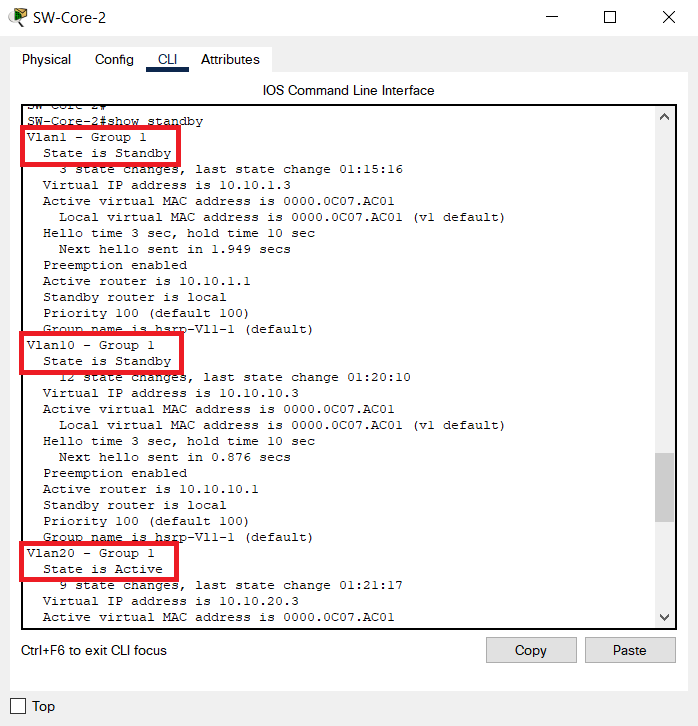 SW-Core-2
Physical Config CLI Attributes
IOS Command Line Interface
SW-Core-2#
SW-Core-2#show standby
Vlan1 - Group 1
State is Standby
3 state changes, last state change 01:15:16
Virtual IP address is 10.10.1.3
Active virtual MAC address is 0000.0C07.AC01
Local virtual MAC address is 0000.0C07.AC01 (v1 default)
Hello time 3 sec, hold time 10 sec
Next hello sent in 1.949 secs
Preemption enabled
Active router is 10.10.1.1
Standby router is local
Priority 100 (default 100)
Group name is hsrp-Vl1-1 (default)
Vlan10 - Group 1
State is Standby
12 state changes, last state change 01:20:10
Virtual IP address is 10.10.10.3
Active virtual MAC address is 0000.0C07.AC01
Local virtual MAC address is 0000.0C07.AC01 (v1 default)
Hello time 3 sec, hold time 10 sec
Next hello sent in 0.876 secs
Preemption enabled
Active router is 10.10.10.1
Standby router is local
Priority 100 (default 100)
Group name is hsrp-Vl1-1 (default)
Vlan20 - Group 1
State is Active
9 state changes, last state change 01:21:17
Virtual IP address is 10.10.20.3
Active virtual MAC address is 0000.0C07.AC01
Ctrl+F6 to exit CLI focus
Copy Paste
Top